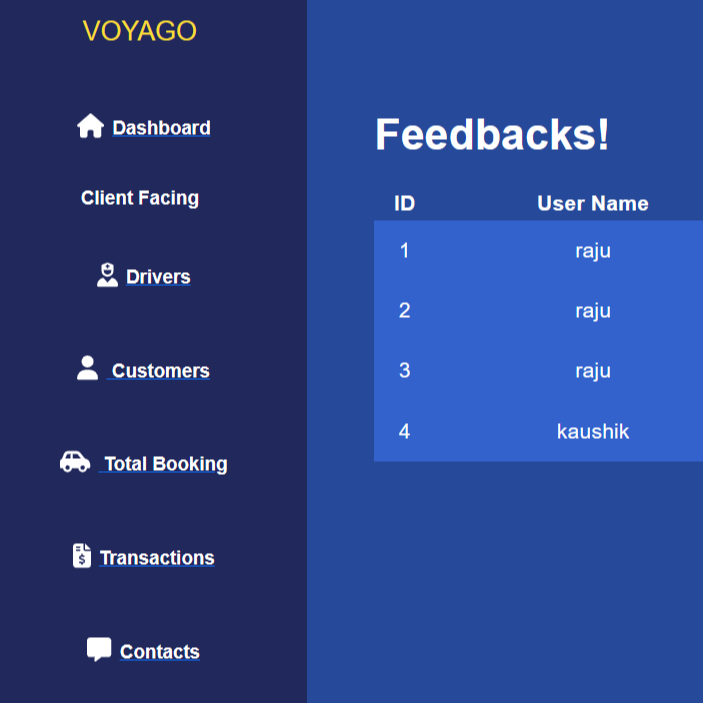 VOYAGO
Dashboard
Client Facing
Drivers
Customers
Total Booking
Transactions
Contacts
Feedbacks!
ID User Name
1 raju
2 raju
3 raju
4 kaushik